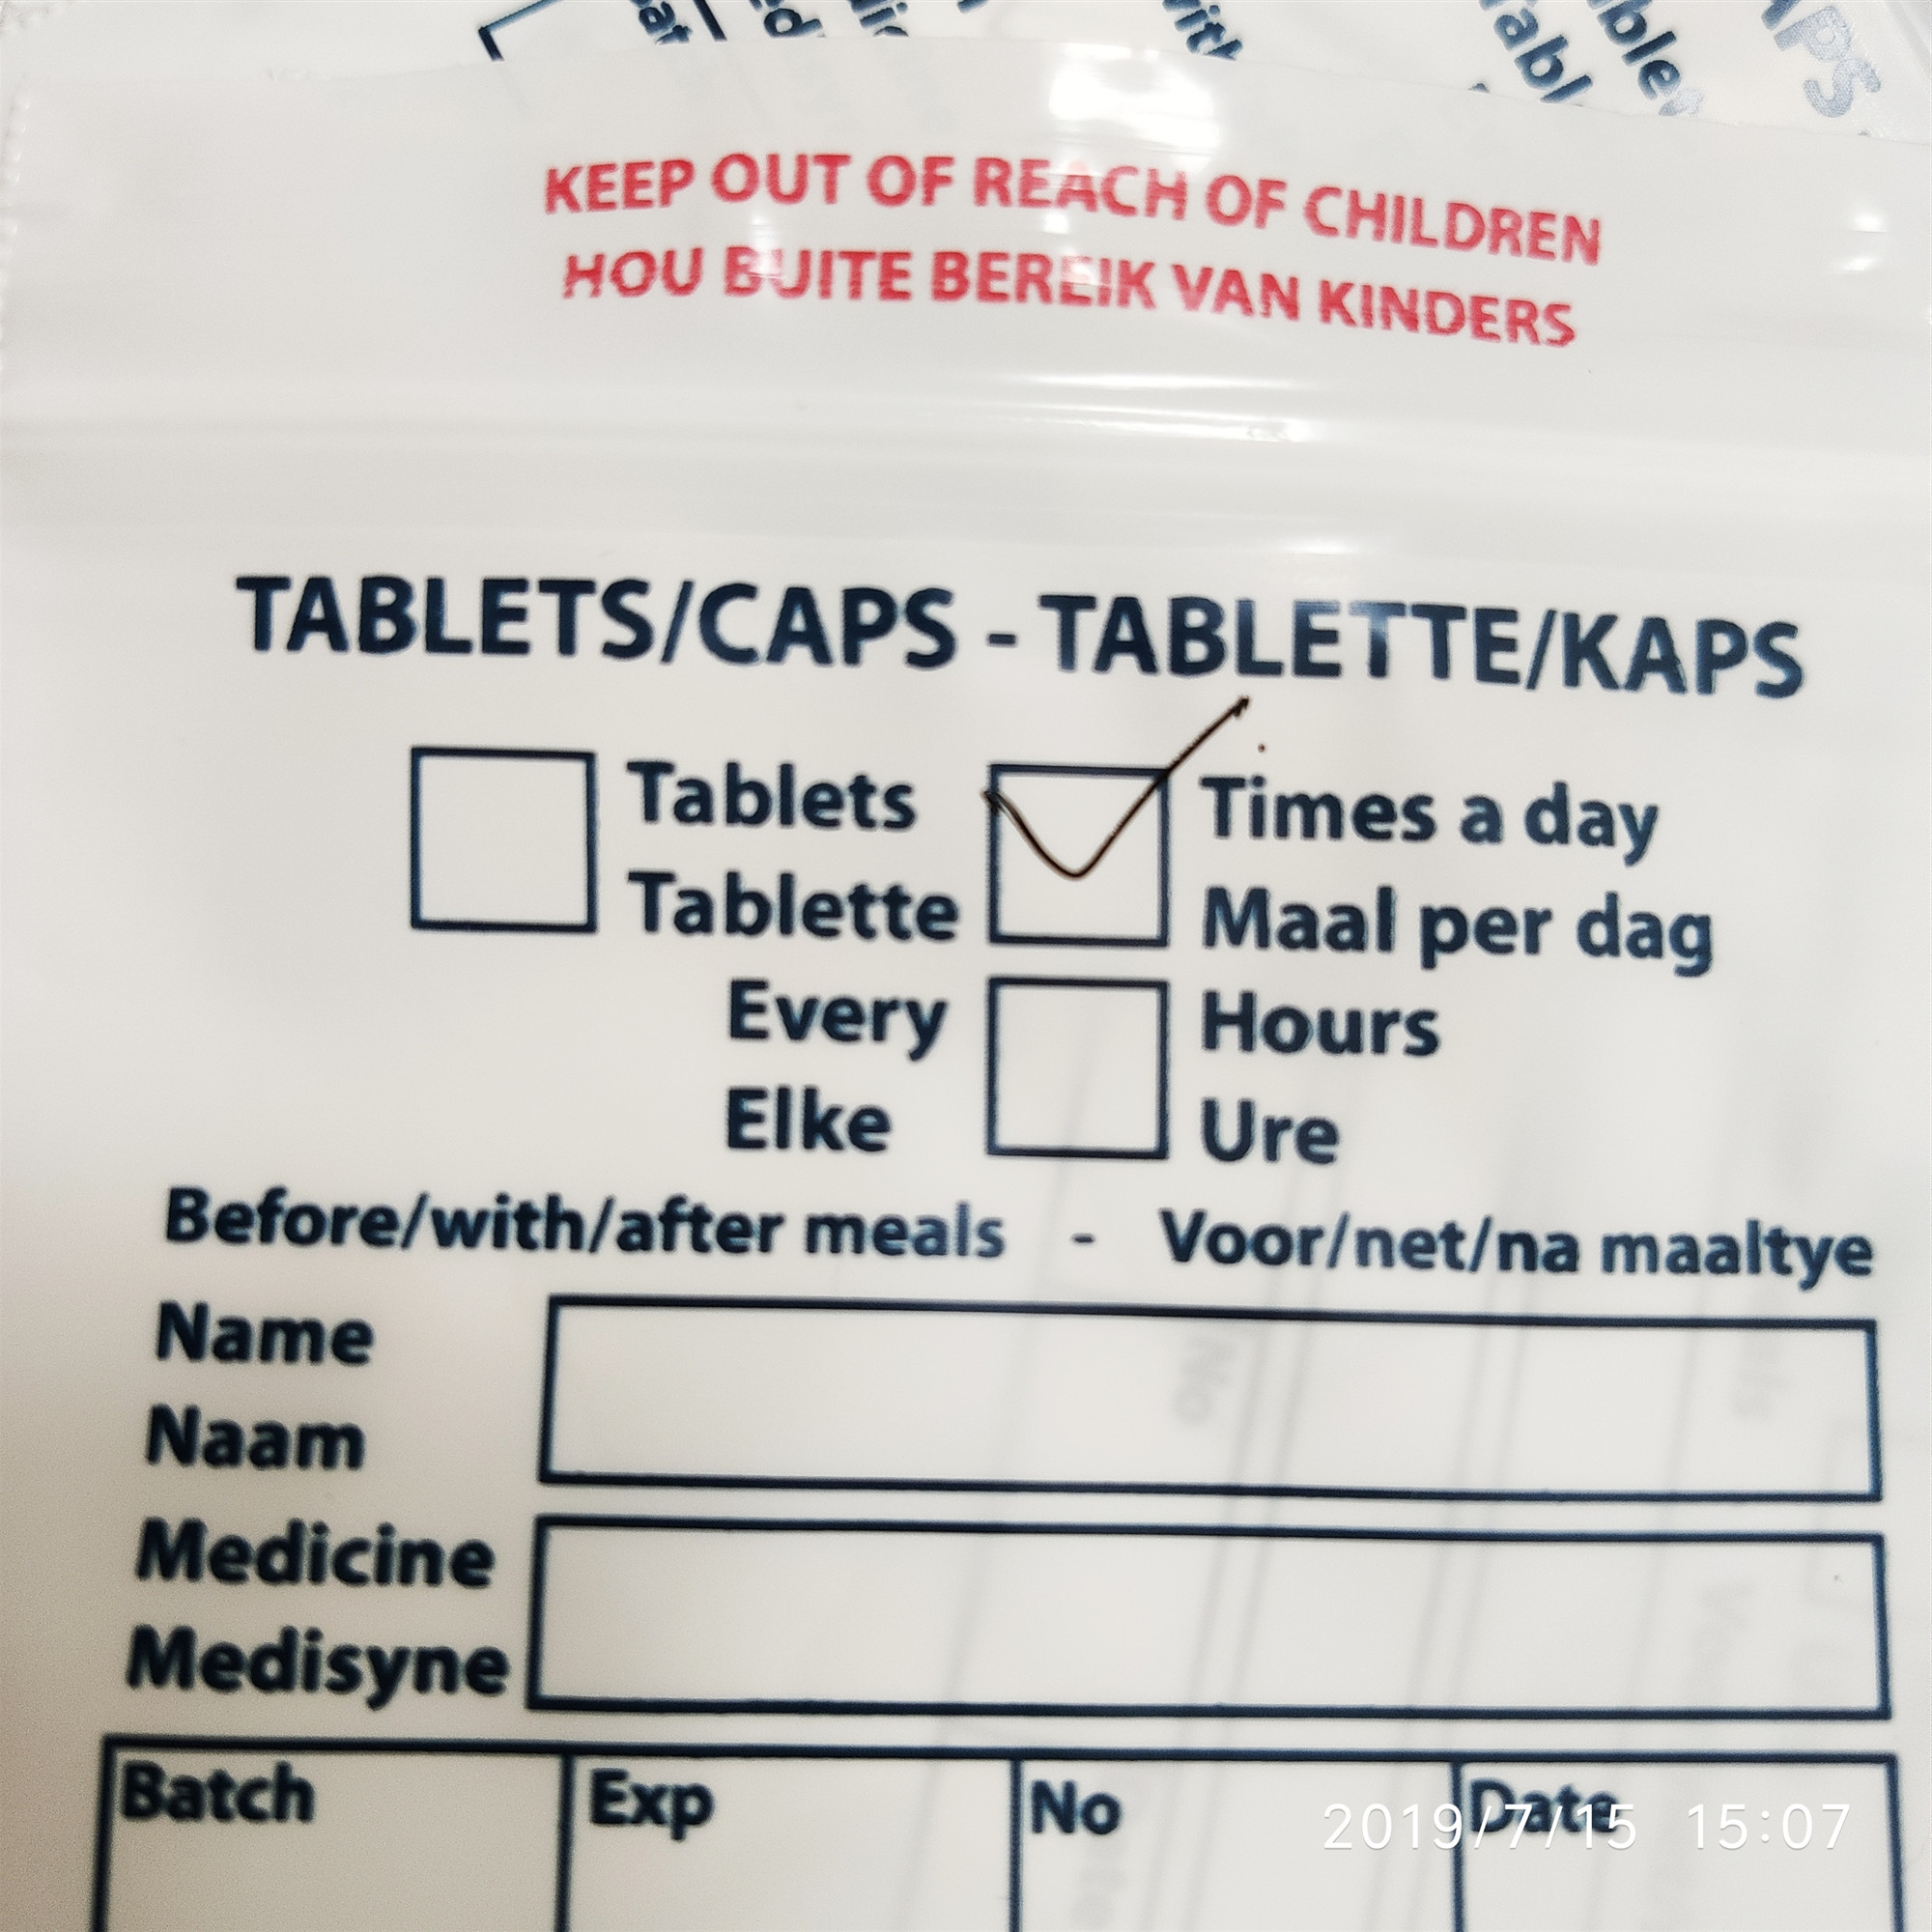 KEEP OUT OF REACH OF CHILDREN
HOU BUITE BEREIK VAN KINDERS
TABLETS/CAPS - TABLETTE/KAPS
Tablets Times a day
Tablette Maal per dag
Every Hours
Elke Ure
Before/with/after meals - Voor/net/na maaltye
Name
Naam
Medicine
Medisyne
Batch Exp No Date
2019/7/15 15:07